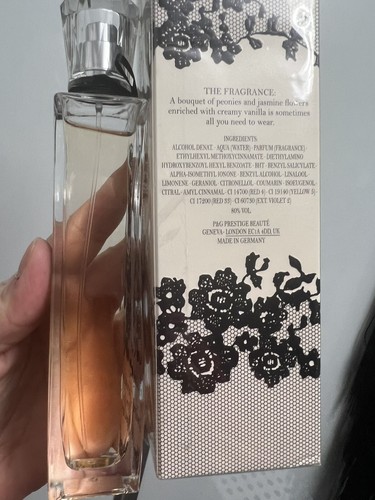 THE FRAGRANCE:
A bouquet of peonies and jasmine flowers
enriched with creamy vanilla is sometimes
all you need to wear.
INGREDIENTS:
ALCOHOL DENAT · AQUA (WATER) · PARFUM (FRAGRANCE)
ETHYLHEXYL METHOXYCINNAMATE · DIETHYLAMINO
HYDROXYBENZOYL HEXYL BENZOATE · BHT · BENZYL SALICYLATE
ALPHA-ISOMETHYL IONONE · BENZYL ALCOHOL · LINALOOL
LIMONENE · GERANIOL · CITRONELLOL · COUMARIN · ISOEUGENOL
CITRAL · AMYL CINNAMAL · CI 14700 (RED 4) · CI 19140 (YELLOW 5)
CI 17200 (RED 33) · CI 60730 (EXT. VIOLET 2)
80% VOL
P&G PRESTIGE BEAUTÉ
GENEVA · LONDON EC1A 4DD, UK
MADE IN GERMANY